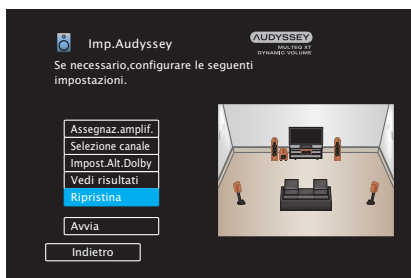 Imp.Audyssey
AUDYSSEY
MULTEQ XT
DYNAMIC VOLUME
Se necessario,configurare le seguenti
impostazioni.
Assegnaz.amplif.
Selezione canale
Impost.Alt.Dolby
Vedi risultati
Ripristina
Avvia
Indietro